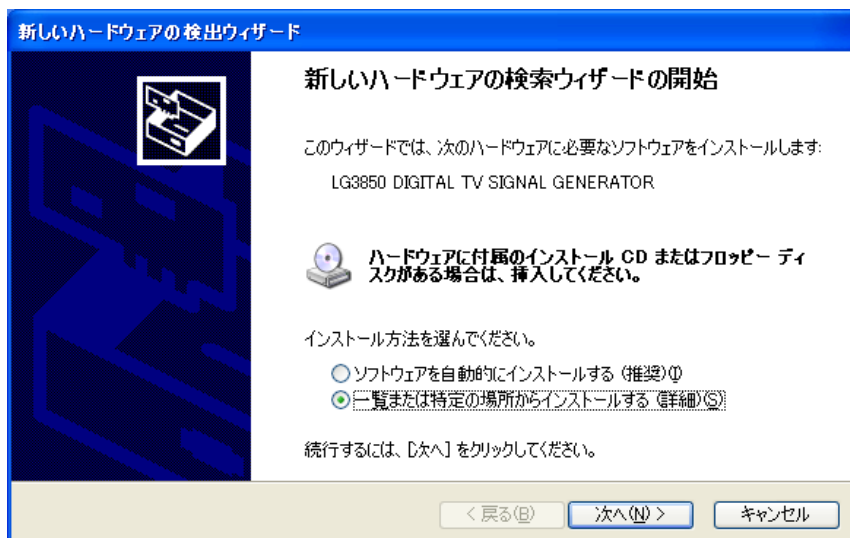 新しいハードウェアの検出ウィザード
新しいハードウェアの検索ウィザードの開始
このウィザードでは、次のハードウェアに必要なソフトウェアをインストールします:
LG3850 DIGITAL TV SIGNAL GENERATOR
ハードウェアに付属のインストール CD またはフロッピー ディ
スクがある場合は、挿入してください。
インストール方法を選んでください。
ソフトウェアを自動的にインストールする (推奨)(I)
一覧または特定の場所からインストールする (詳細)(S)
続行するには、[次へ] をクリックしてください。
< 戻る(B) 次へ(N) > キャンセル